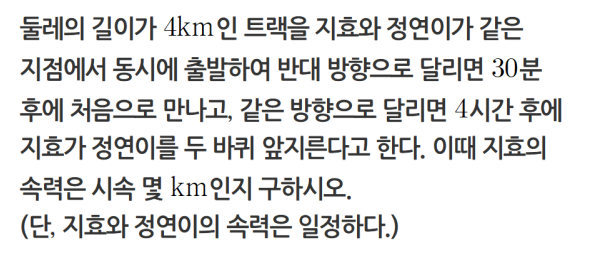 둘레의 길이가 4km인 트랙을 지효와 정연이가 같은
지점에서 동시에 출발하여 반대 방향으로 달리면 30분
후에 처음으로 만나고, 같은 방향으로 달리면 4시간 후에
지효가 정연이를 두 바퀴 앞지른다고 한다. 이때 지효의
속력은 시속 몇 km인지 구하시오.
(단, 지효와 정연이의 속력은 일정하다.)